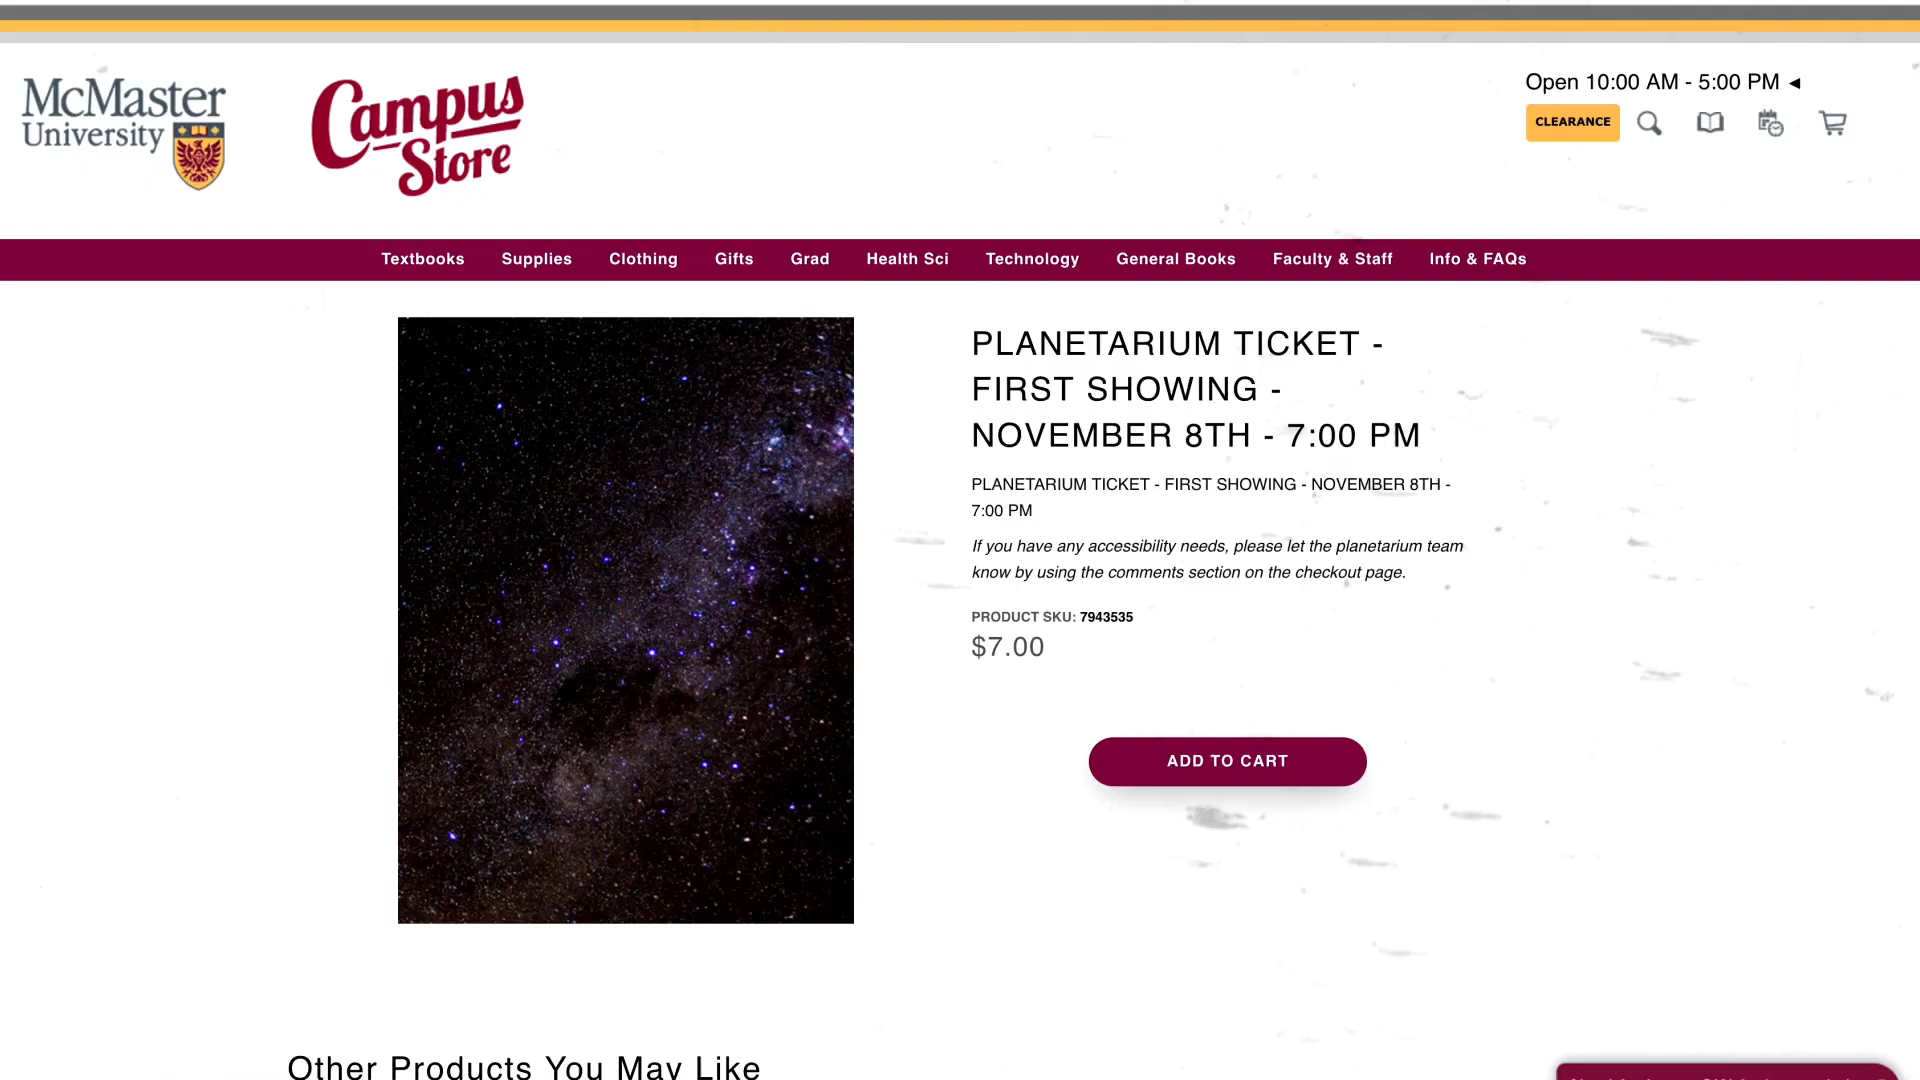 McMaster
University
Campus
Store
Open 10:00 AM - 5:00 PM ◄
CLEARANCE
Textbooks Supplies Clothing Gifts Grad Health Sci Technology General Books Faculty & Staff Info & FAQs
PLANETARIUM TICKET -
FIRST SHOWING -
NOVEMBER 8TH - 7:00 PM
PLANETARIUM TICKET - FIRST SHOWING - NOVEMBER 8TH -
7:00 PM
If you have any accessibility needs, please let the planetarium team
know by using the comments section on the checkout page.
PRODUCT SKU: 7943535
$7.00
ADD TO CART
Other Products You May Like